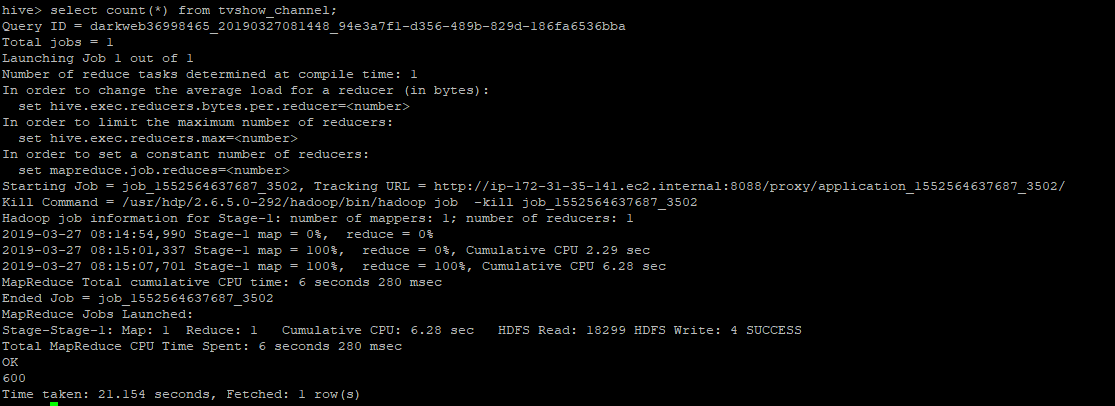 hive> select count(*) from tvshow_channel;
Query ID = darkweb36998465_20190327081448_94e3a7f1-d356-489b-829d-186fa6536bba
Total jobs = 1
Launching Job 1 out of 1
Number of reduce tasks determined at compile time: 1
In order to change the average load for a reducer (in bytes):
  set hive.exec.reducers.bytes.per.reducer=<number>
In order to limit the maximum number of reducers:
  set hive.exec.reducers.max=<number>
In order to set a constant number of reducers:
  set mapreduce.job.reduces=<number>
Starting Job = job_1552564637687_3502, Tracking URL = http://ip-172-31-35-141.ec2.internal:8088/proxy/application_1552564637687_3502/
Kill Command = /usr/hdp/2.6.5.0-292/hadoop/bin/hadoop job  -kill job_1552564637687_3502
Hadoop job information for Stage-1: number of mappers: 1; number of reducers: 1
2019-03-27 08:14:54,990 Stage-1 map = 0%,  reduce = 0%
2019-03-27 08:15:01,337 Stage-1 map = 100%,  reduce = 0%, Cumulative CPU 2.29 sec
2019-03-27 08:15:07,701 Stage-1 map = 100%,  reduce = 100%, Cumulative CPU 6.28 sec
MapReduce Total cumulative CPU time: 6 seconds 280 msec
Ended Job = job_1552564637687_3502
MapReduce Jobs Launched:
Stage-Stage-1: Map: 1  Reduce: 1   Cumulative CPU: 6.28 sec   HDFS Read: 18299 HDFS Write: 4 SUCCESS
Total MapReduce CPU Time Spent: 6 seconds 280 msec
OK
600
Time taken: 21.154 seconds, Fetched: 1 row(s)